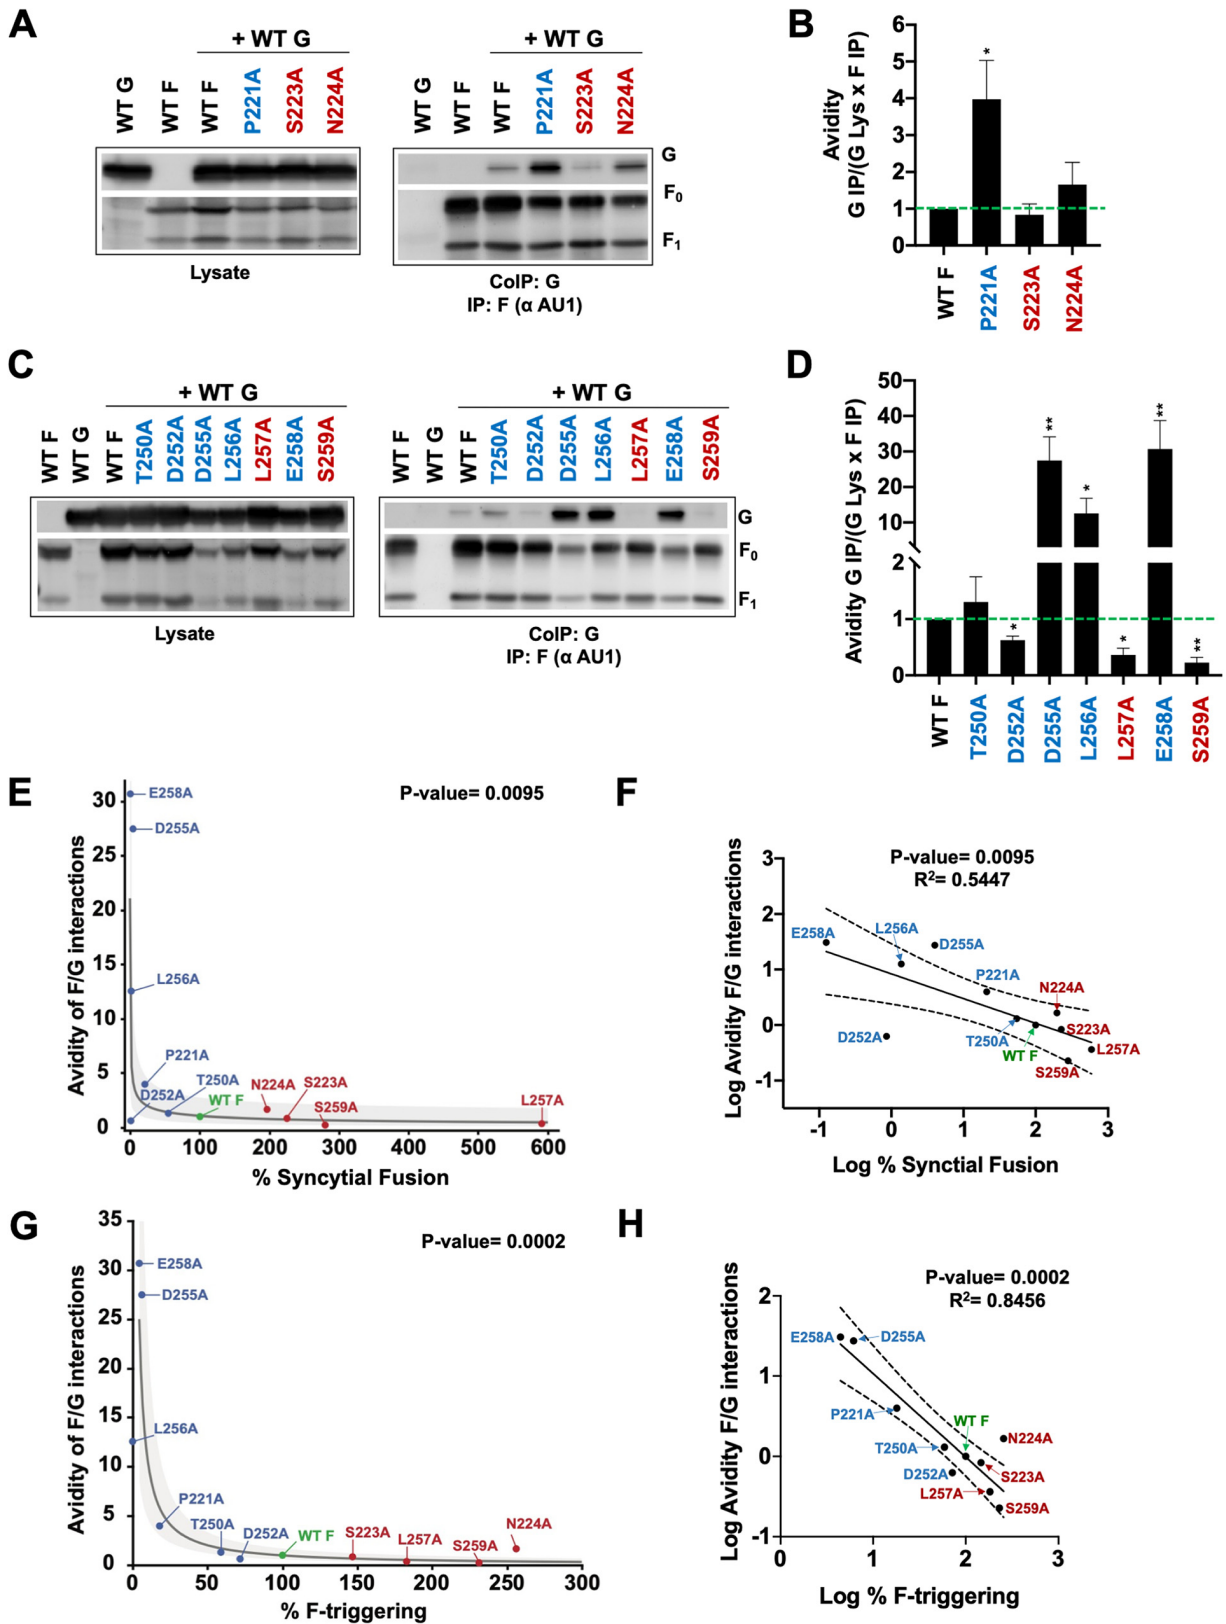 A
+ WT G
+ WT G
WT G
WT F
WT F
P221A
S223A
N224A
WT G
WT F
WT F
P221A
S223A
N224A
G
F0
F1
Lysate
CoIP: G
IP: F (α AU1)
B
Avidity
G IP/(G Lys x F IP)
6
5
4
3
2
1
0
*
WT F
P221A
S223A
N224A
C
+ WT G
+ WT G
WT F
WT G
WT F
T250A
D252A
D255A
L256A
L257A
E258A
S259A
WT F
WT G
WT F
T250A
D252A
D255A
L256A
L257A
E258A
S259A
G
F0
F1
Lysate
CoIP: G
IP: F (α AU1)
D
Avidity G IP/(G Lys x F IP)
50
40
30
20
10
2
1
0
*
**
*
*
**
**
WT F
T250A
D252A
D255A
L256A
L257A
E258A
S259A
E
P-value= 0.0095
Avidity of F/G interactions
30
25
20
15
10
5
0
E258A
D255A
L256A
P221A
D252A
T250A
WT F
N224A
S223A
S259A
L257A
0 100 200 300 400 500 600
% Syncytial Fusion
F
P-value= 0.0095
R2= 0.5447
Log Avidity F/G interactions
3
2
1
0
-1
E258A
L256A
D255A
P221A
N224A
D252A
T250A
WT F
S223A
L257A
S259A
-1 0 1 2 3
Log % Synctial Fusion
G
P-value= 0.0002
Avidity of F/G interactions
35
30
25
20
15
10
5
0
E258A
D255A
L256A
P221A
T250A
D252A
WT F
S223A
L257A
S259A
N224A
0 50 100 150 200 250 300
% F-triggering
H
P-value= 0.0002
R2= 0.8456
Log Avidity F/G interactions
2
1
0
-1
E258A
D255A
P221A
WT F
T250A
N224A
D252A
S223A
L257A
S259A
0 1 2 3
Log % F-triggering